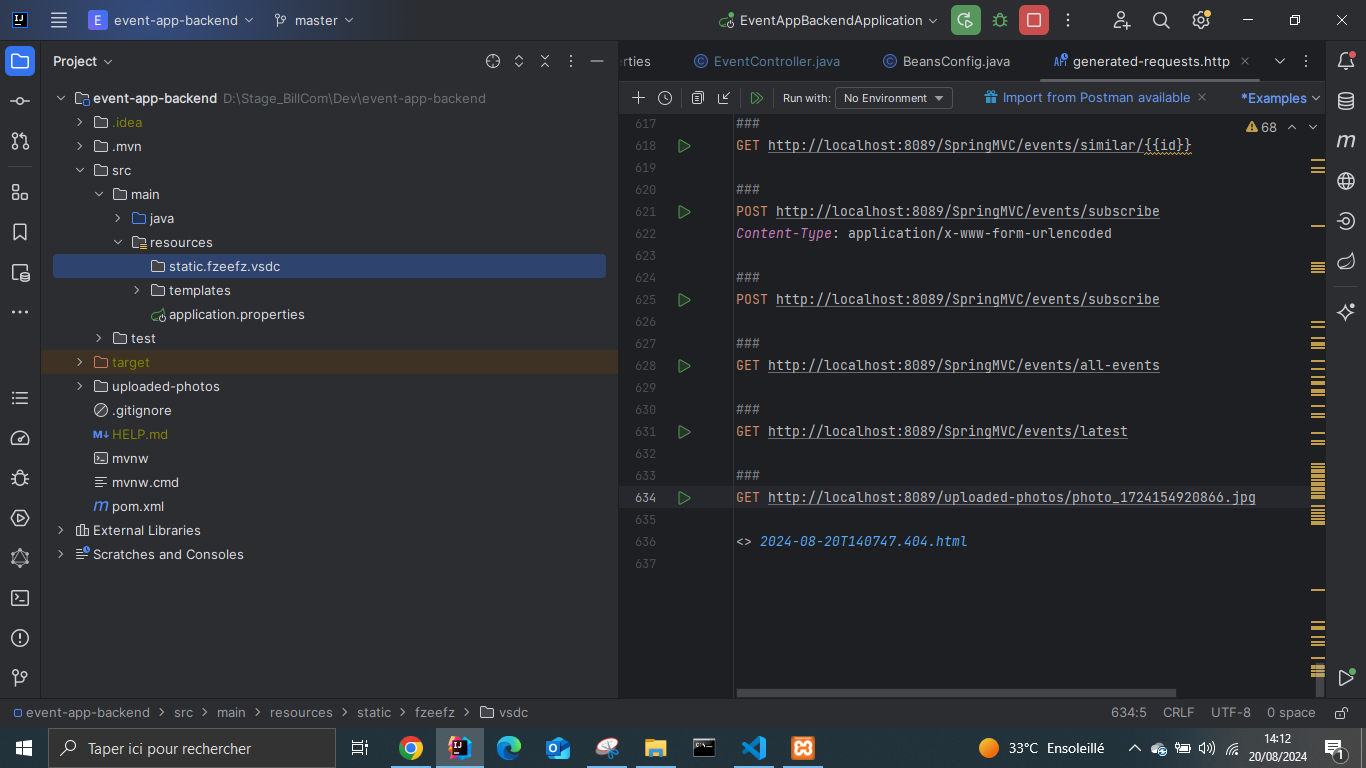 E event-app-backend master EventAppBackendApplication
Project
event-app-backend D:\Stage_BillCom\Dev\event-app-backend
.idea
.mvn
src
main
java
resources
static.fzeefz.vsdc
templates
application.properties
test
target
uploaded-photos
.gitignore
M↓ HELP.md
mvnw
mvnw.cmd
m pom.xml
External Libraries
Scratches and Consoles
erties EventController.java BeansConfig.java API generated-requests.http
Run with: No Environment Import from Postman available *Examples
68
617 ###
618 GET http://localhost:8089/SpringMVC/events/similar/{{id}}
619
620 ###
621 POST http://localhost:8089/SpringMVC/events/subscribe
622 Content-Type: application/x-www-form-urlencoded
623
624 ###
625 POST http://localhost:8089/SpringMVC/events/subscribe
626
627 ###
628 GET http://localhost:8089/SpringMVC/events/all-events
629
630 ###
631 GET http://localhost:8089/SpringMVC/events/latest
632
633 ###
634 GET http://localhost:8089/uploaded-photos/photo_1724154920866.jpg
635
636 <> 2024-08-20T140747.404.html
637
event-app-backend > src > main > resources > static > fzeefz > vsdc 634:5 CRLF UTF-8 0 space
Taper ici pour rechercher 33°C Ensoleillé 14:12
20/08/2024
1